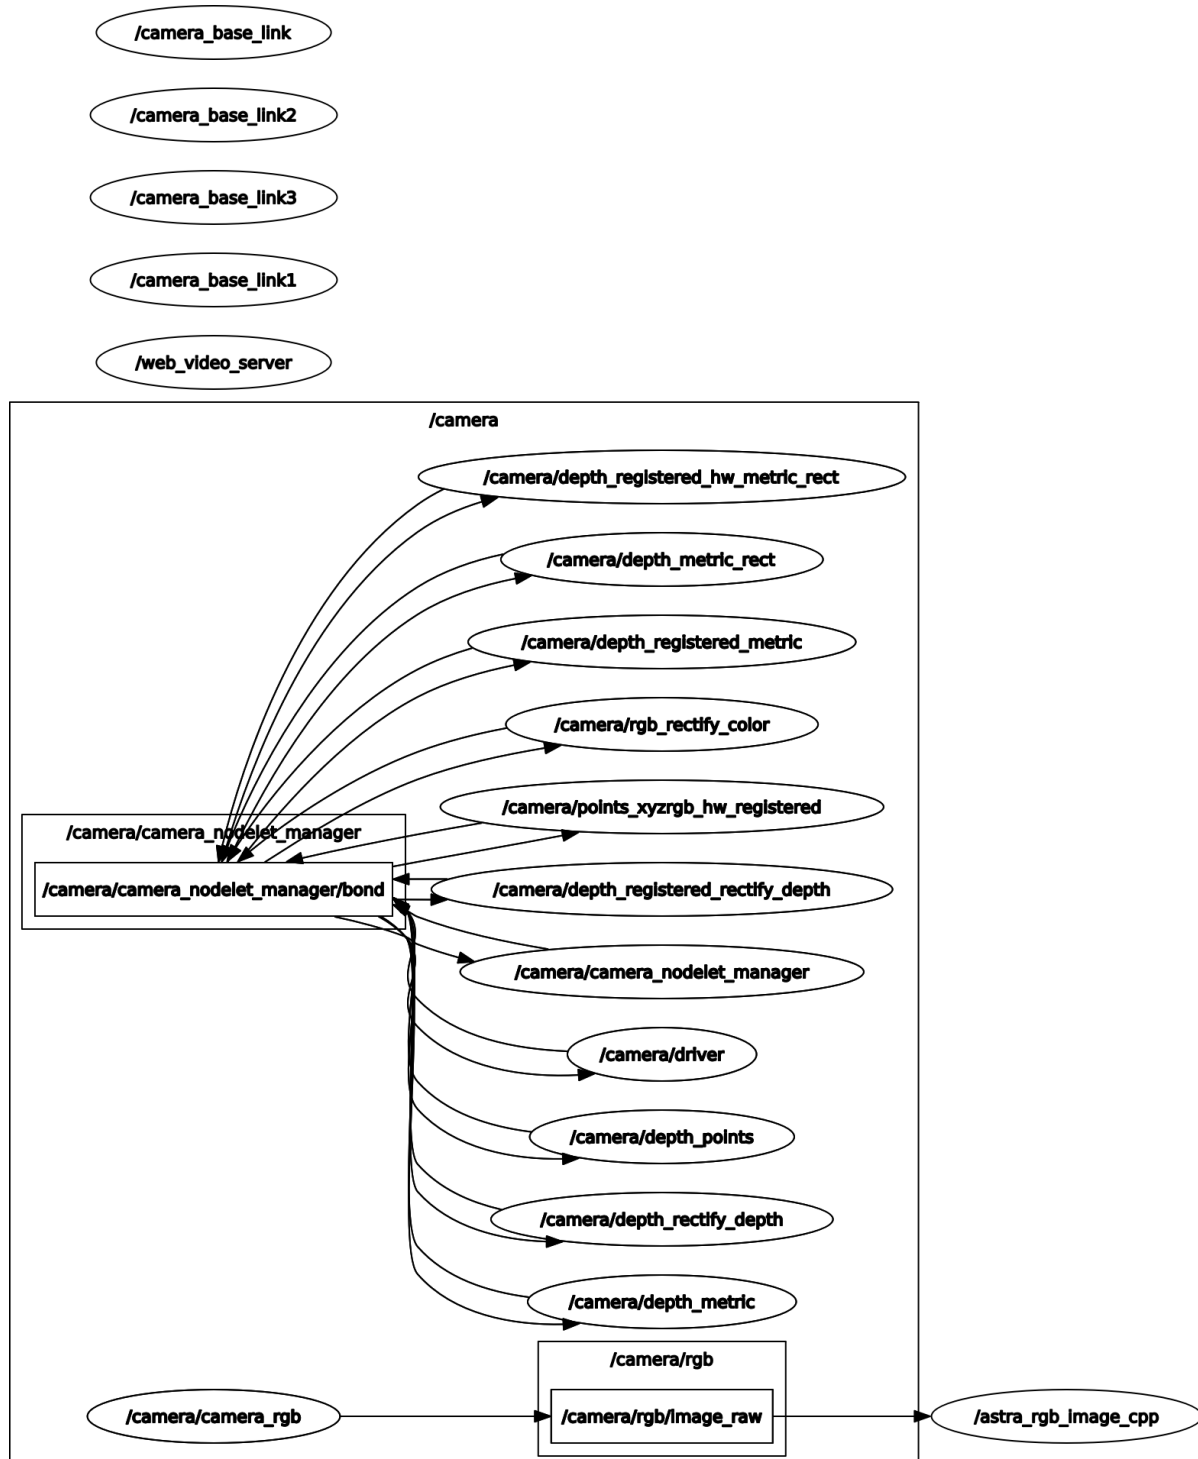 /camera_base_link
/camera_base_link2
/camera_base_link3
/camera_base_link1
/web_video_server
/camera
/camera/depth_registered_hw_metric_rect
/camera/depth_metric_rect
/camera/depth_registered_metric
/camera/rgb_rectify_color
/camera/points_xyzrgb_hw_registered
/camera/camera_nodelet_manager
/camera/camera_nodelet_manager/bond
/camera/depth_registered_rectify_depth
/camera/camera_nodelet_manager
/camera/driver
/camera/depth_points
/camera/depth_rectify_depth
/camera/depth_metric
/camera/rgb
/camera/camera_rgb
/camera/rgb/image_raw
/astra_rgb_image_cpp